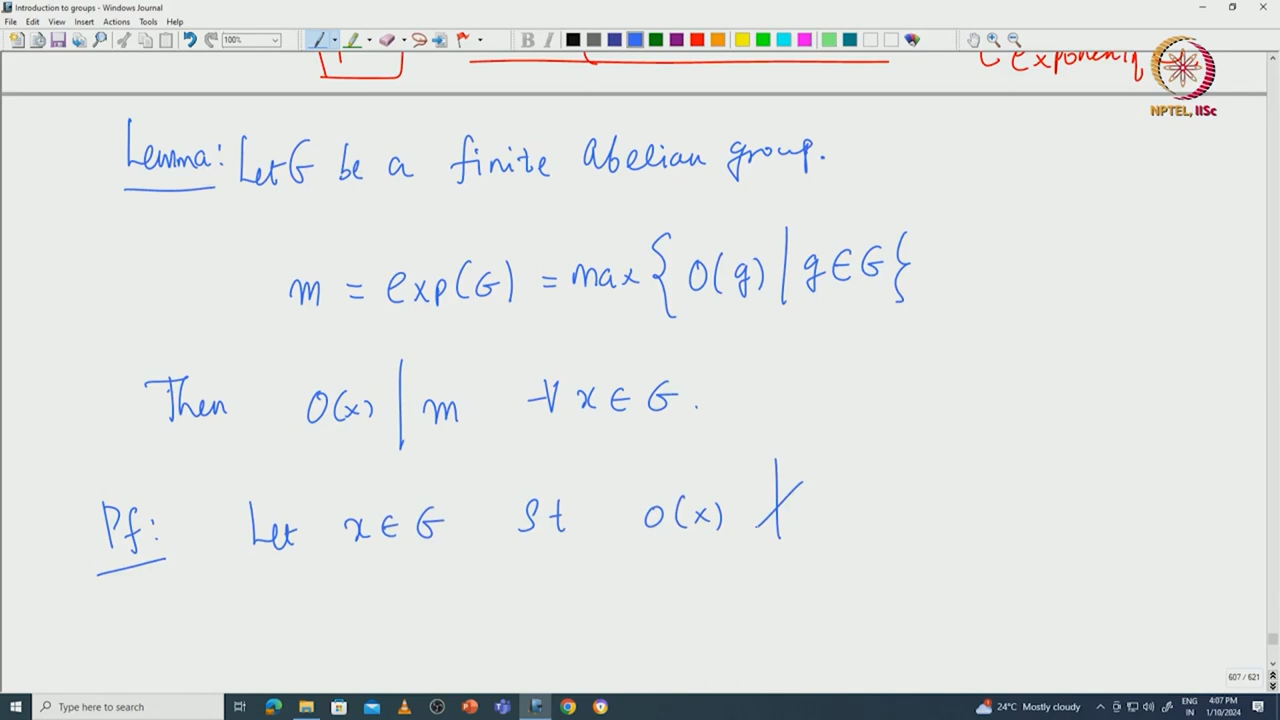 Introduction to groups - Windows Journal
File Edit View Insert Actions Tools Help
100%
B I
(Exponent of
NPTEL, IISc
Lemma: Let G be a finite abelian group.
m = exp(G) = max { O(g) | g ∈ G }
Then O(x) | m ∀ x ∈ G.
Pf: Let x ∈ G st O(x) ∤
607 / 621
Type here to search
24°C Mostly cloudy
ENG
IN
4:07 PM
1/10/2024